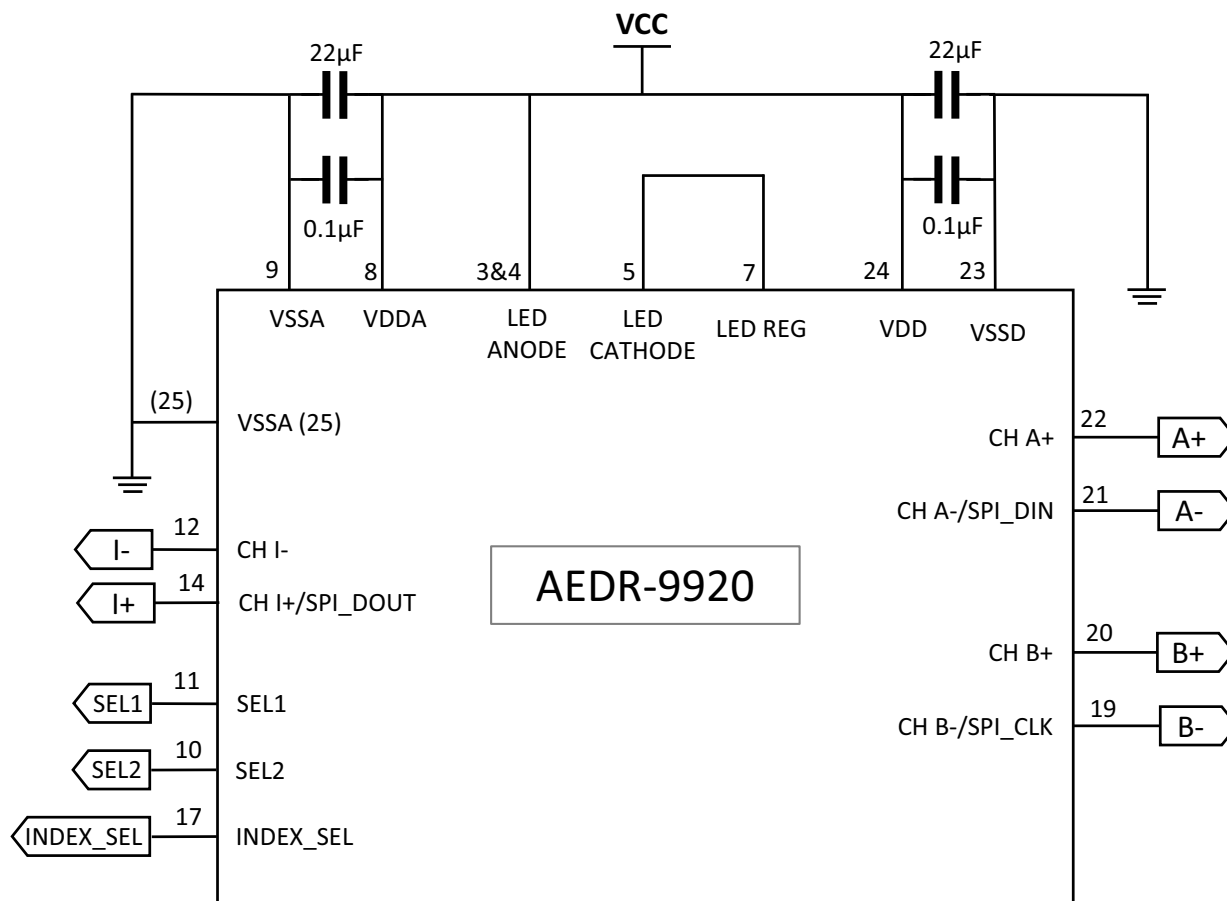 VCC
22µF
22µF
0.1µF
0.1µF
9
8
3&4
5
7
24
23
VSSA
VDDA
LED
ANODE
LED
CATHODE
LED REG
VDD
VSSD
(25)
VSSA (25)
22
CH A+
A+
21
CH A-/SPI_DIN
A-
12
I-
CH I-
14
I+
CH I+/SPI_DOUT
AEDR-9920
20
CH B+
B+
11
SEL1
SEL1
19
CH B-/SPI_CLK
B-
10
SEL2
SEL2
17
INDEX_SEL
INDEX_SEL